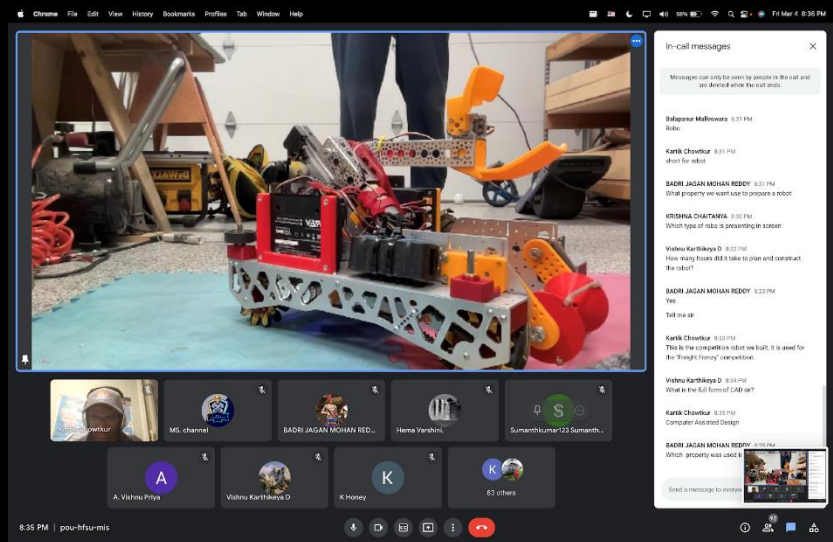 Chrome File Edit View History Bookmarks Profiles Tab Window Help
56% Fri Mar 4 8:36 PM
In-call messages
Messages can only be seen by people in the call and
are deleted when the call ends.
Balapanur Malleswara 8:31 PM
Robo
Kartik Chowtkur 8:31 PM
short for robot
BADRI JAGAN MOHAN REDDY 8:31 PM
What property we want use to prepare a robot
KRISHNA CHAITANYA 8:32 PM
Which type of robo is presenting in screen
Vishnu Karthikeya D 8:32 PM
How many hours did it take to plan and construct
the robot?
BADRI JAGAN MOHAN REDDY 8:33 PM
Yes
Tell me sir
Kartik Chowtkur 8:33 PM
This is the competition robot we built, it is used for
the "Freight Frenzy" competition.
Vishnu Karthikeya D 8:34 PM
What is the full form of CAD sir?
Kartik Chowtkur 8:35 PM
Computer Assisted Design
BADRI JAGAN MOHAN REDDY 8:35 PM
Which property was used
Send a message to everyo
DEWALT
Chowtkur
MS. channel
BADRI JAGAN MOHAN RED...
Hema Varshini.
S
Sumanthkumar123 Sumanth...
A
A. Vishnu Priya
Vishnu Karthikeya D
K
K Honey
K
83 others
8:35 PM | pou-hfsu-mis
92